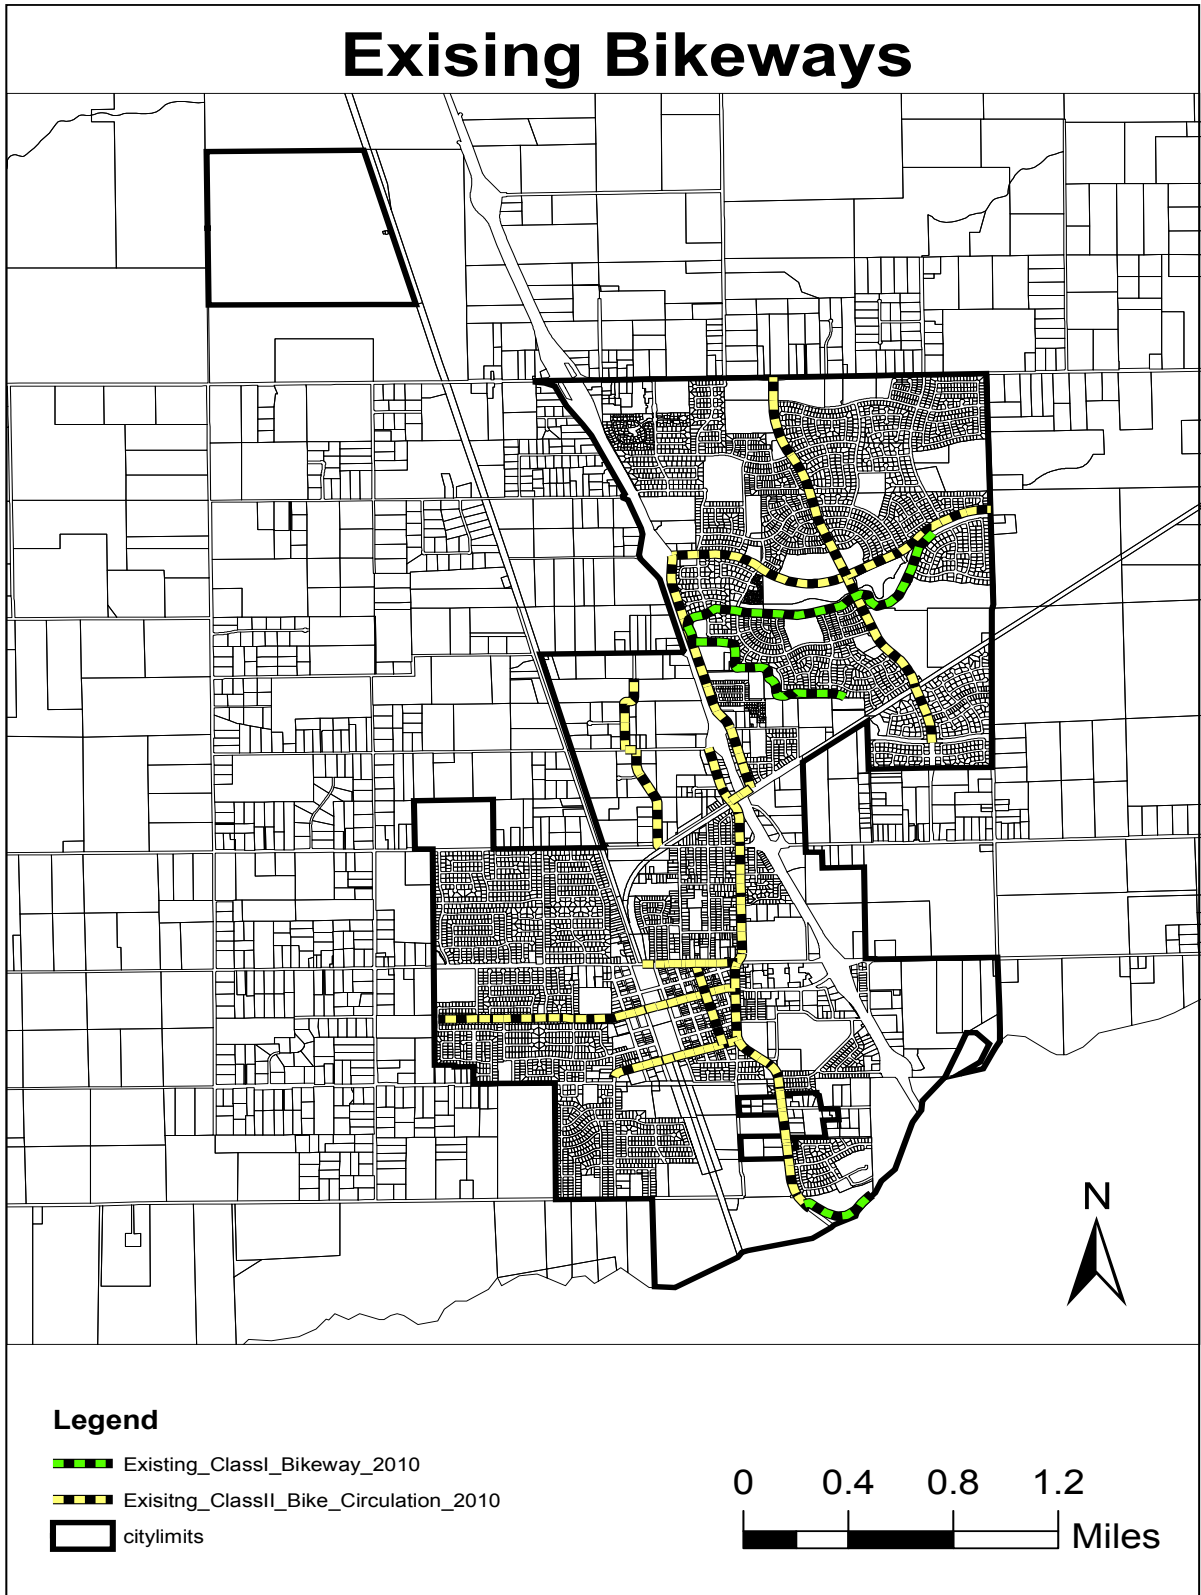 Exising Bikeways
N
Legend
Existing_ClassI_Bikeway_2010
Exisitng_ClassII_Bike_Circulation_2010
citylimits
0 0.4 0.8 1.2
Miles